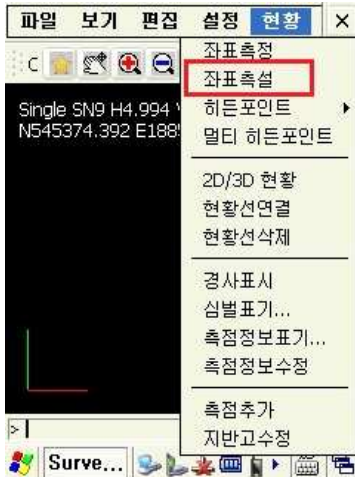 파일 보기 편집 설정 현황 ×
Single SN9 H4.994
N545374.392 E188
좌표측정
좌표측설
히든포인트
멀티 히든포인트
2D/3D 현황
현황선연결
현황선삭제
경사표시
심벌표기...
측점정보표기...
측점정보수정
측점추가
지반고수정
>
Surve...